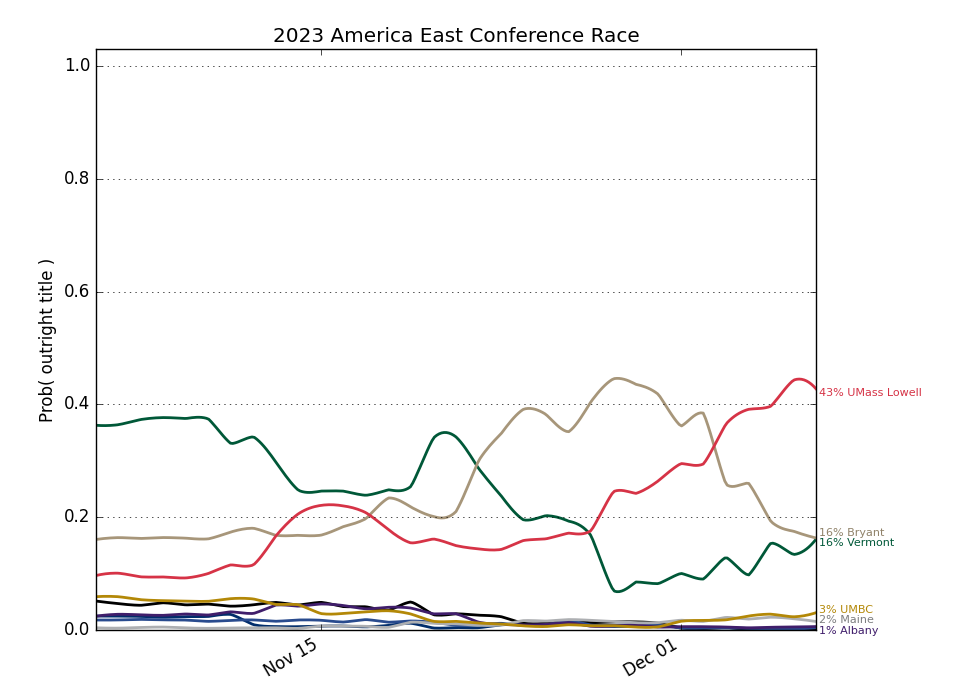 2023 America East Conference Race
Prob( outright title )
1.0
0.8
0.6
0.4
0.2
0.0
Nov 15
Dec 01
43% UMass Lowell
16% Bryant
16% Vermont
3% UMBC
2% Maine
1% Albany